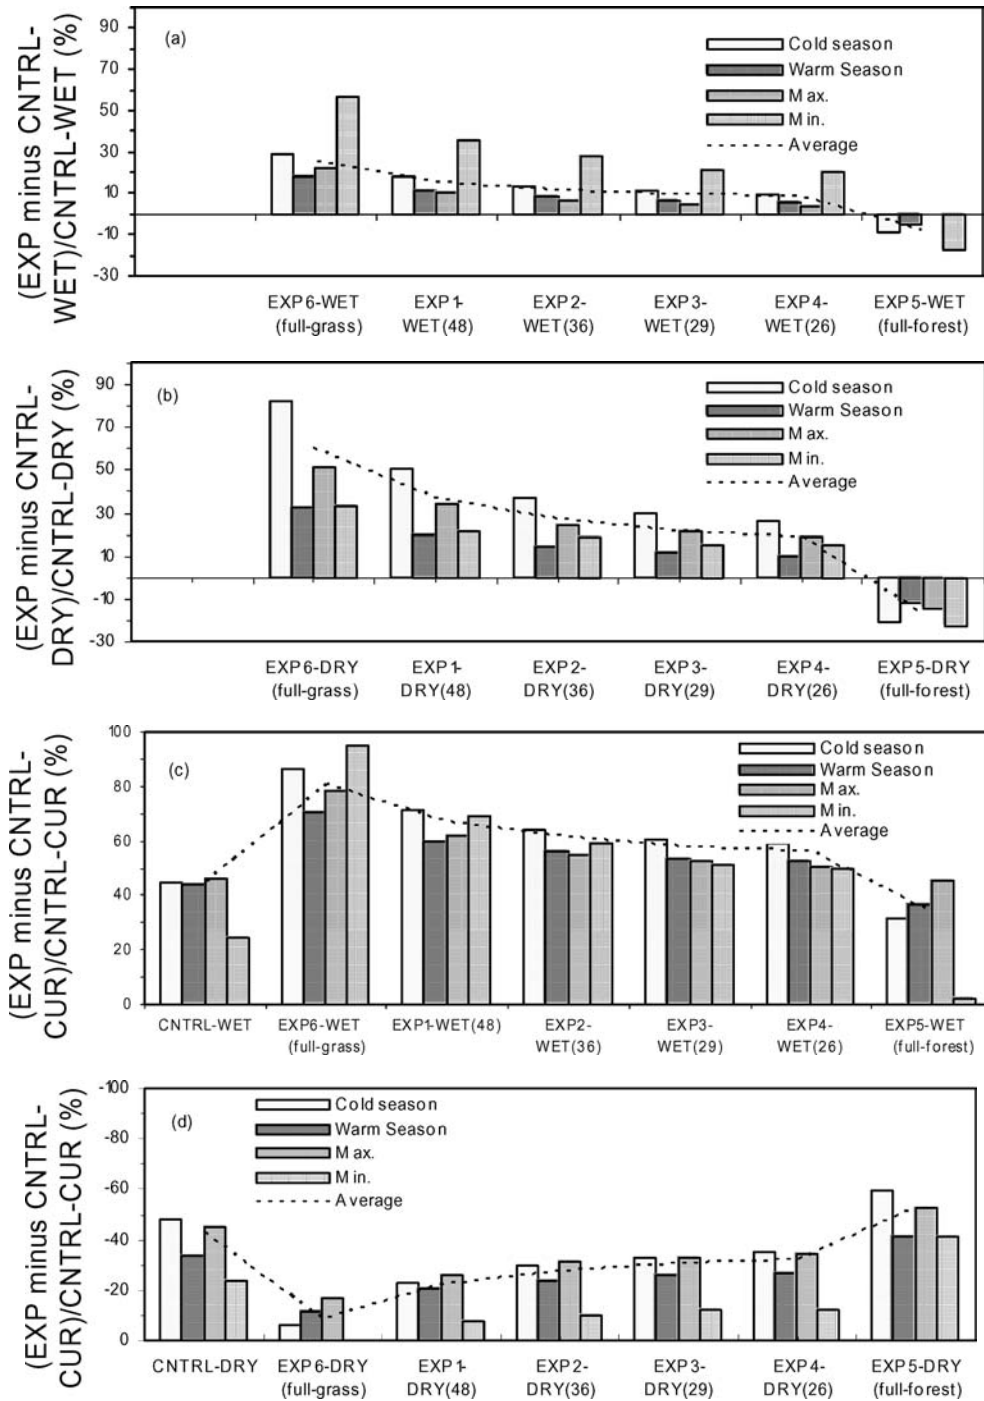 (EXP minus CNTRL-
WET)/CNTRL-WET (%)
90
70
50
30
10
-10
-30
(a)
Cold season
Warm Season
Max.
Min.
Average
EXP6-WET
(full-grass)
EXP1-
WET(48)
EXP2-
WET(36)
EXP3-
WET(29)
EXP4-
WET(26)
EXP5-WET
(full-forest)
(EXP minus CNTRL-
DRY)/CNTRL-DRY (%)
90
70
50
30
10
-10
-30
(b)
Cold season
Warm Season
Max.
Min.
Average
EXP6-DRY
(full-grass)
EXP1-
DRY(48)
EXP2-
DRY(36)
EXP3-
DRY(29)
EXP4-
DRY(26)
EXP5-DRY
(full-forest)
(EXP minus CNTRL-
CUR)/CNTRL-CUR (%)
100
80
60
40
20
0
(c)
Cold season
Warm Season
Max.
Min.
Average
CNTRL-WET
EXP6-WET
(full-grass)
EXP1-WET(48)
EXP2-
WET(36)
EXP3-
WET(29)
EXP4-
WET(26)
EXP5-WET
(full-forest)
(EXP minus CNTRL-
CUR)/CNTRL-CUR (%)
-100
-80
-60
-40
-20
0
(d)
Cold season
Warm Season
Max.
Min.
Average
CNTRL-DRY
EXP6-DRY
(full-grass)
EXP1-
DRY(48)
EXP2-
DRY(36)
EXP3-
DRY(29)
EXP4-
DRY(26)
EXP5-DRY
(full-forest)